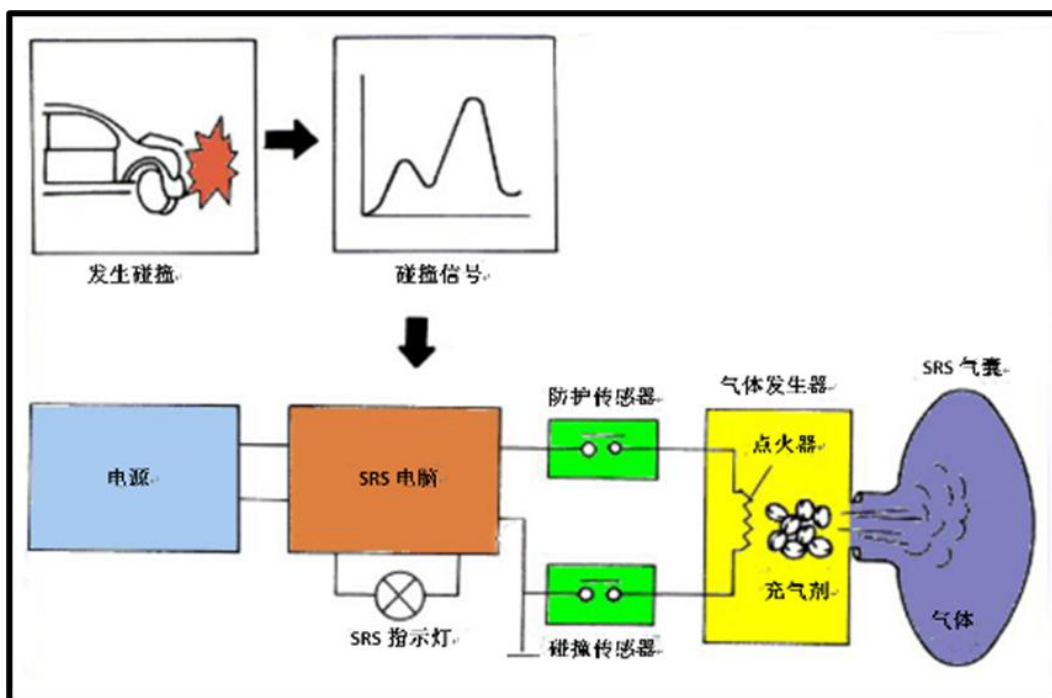 发生碰撞
碰撞信号
防护传感器
气体发生器
SRS 气囊
电源
SRS 电脑
点火器
充气剂
SRS 指示灯
碰撞传感器
气体